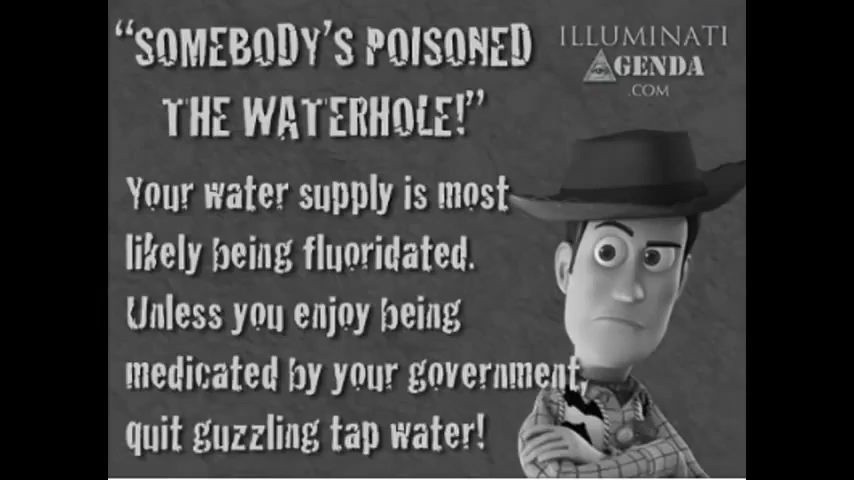 “SOMEBODY’S POISONED
THE WATERHOLE!”
ILLUMINATI
AGENDA
.COM
Your water supply is most
likely being fluoridated.
Unless you enjoy being
medicated by your government,
quit guzzling tap water!